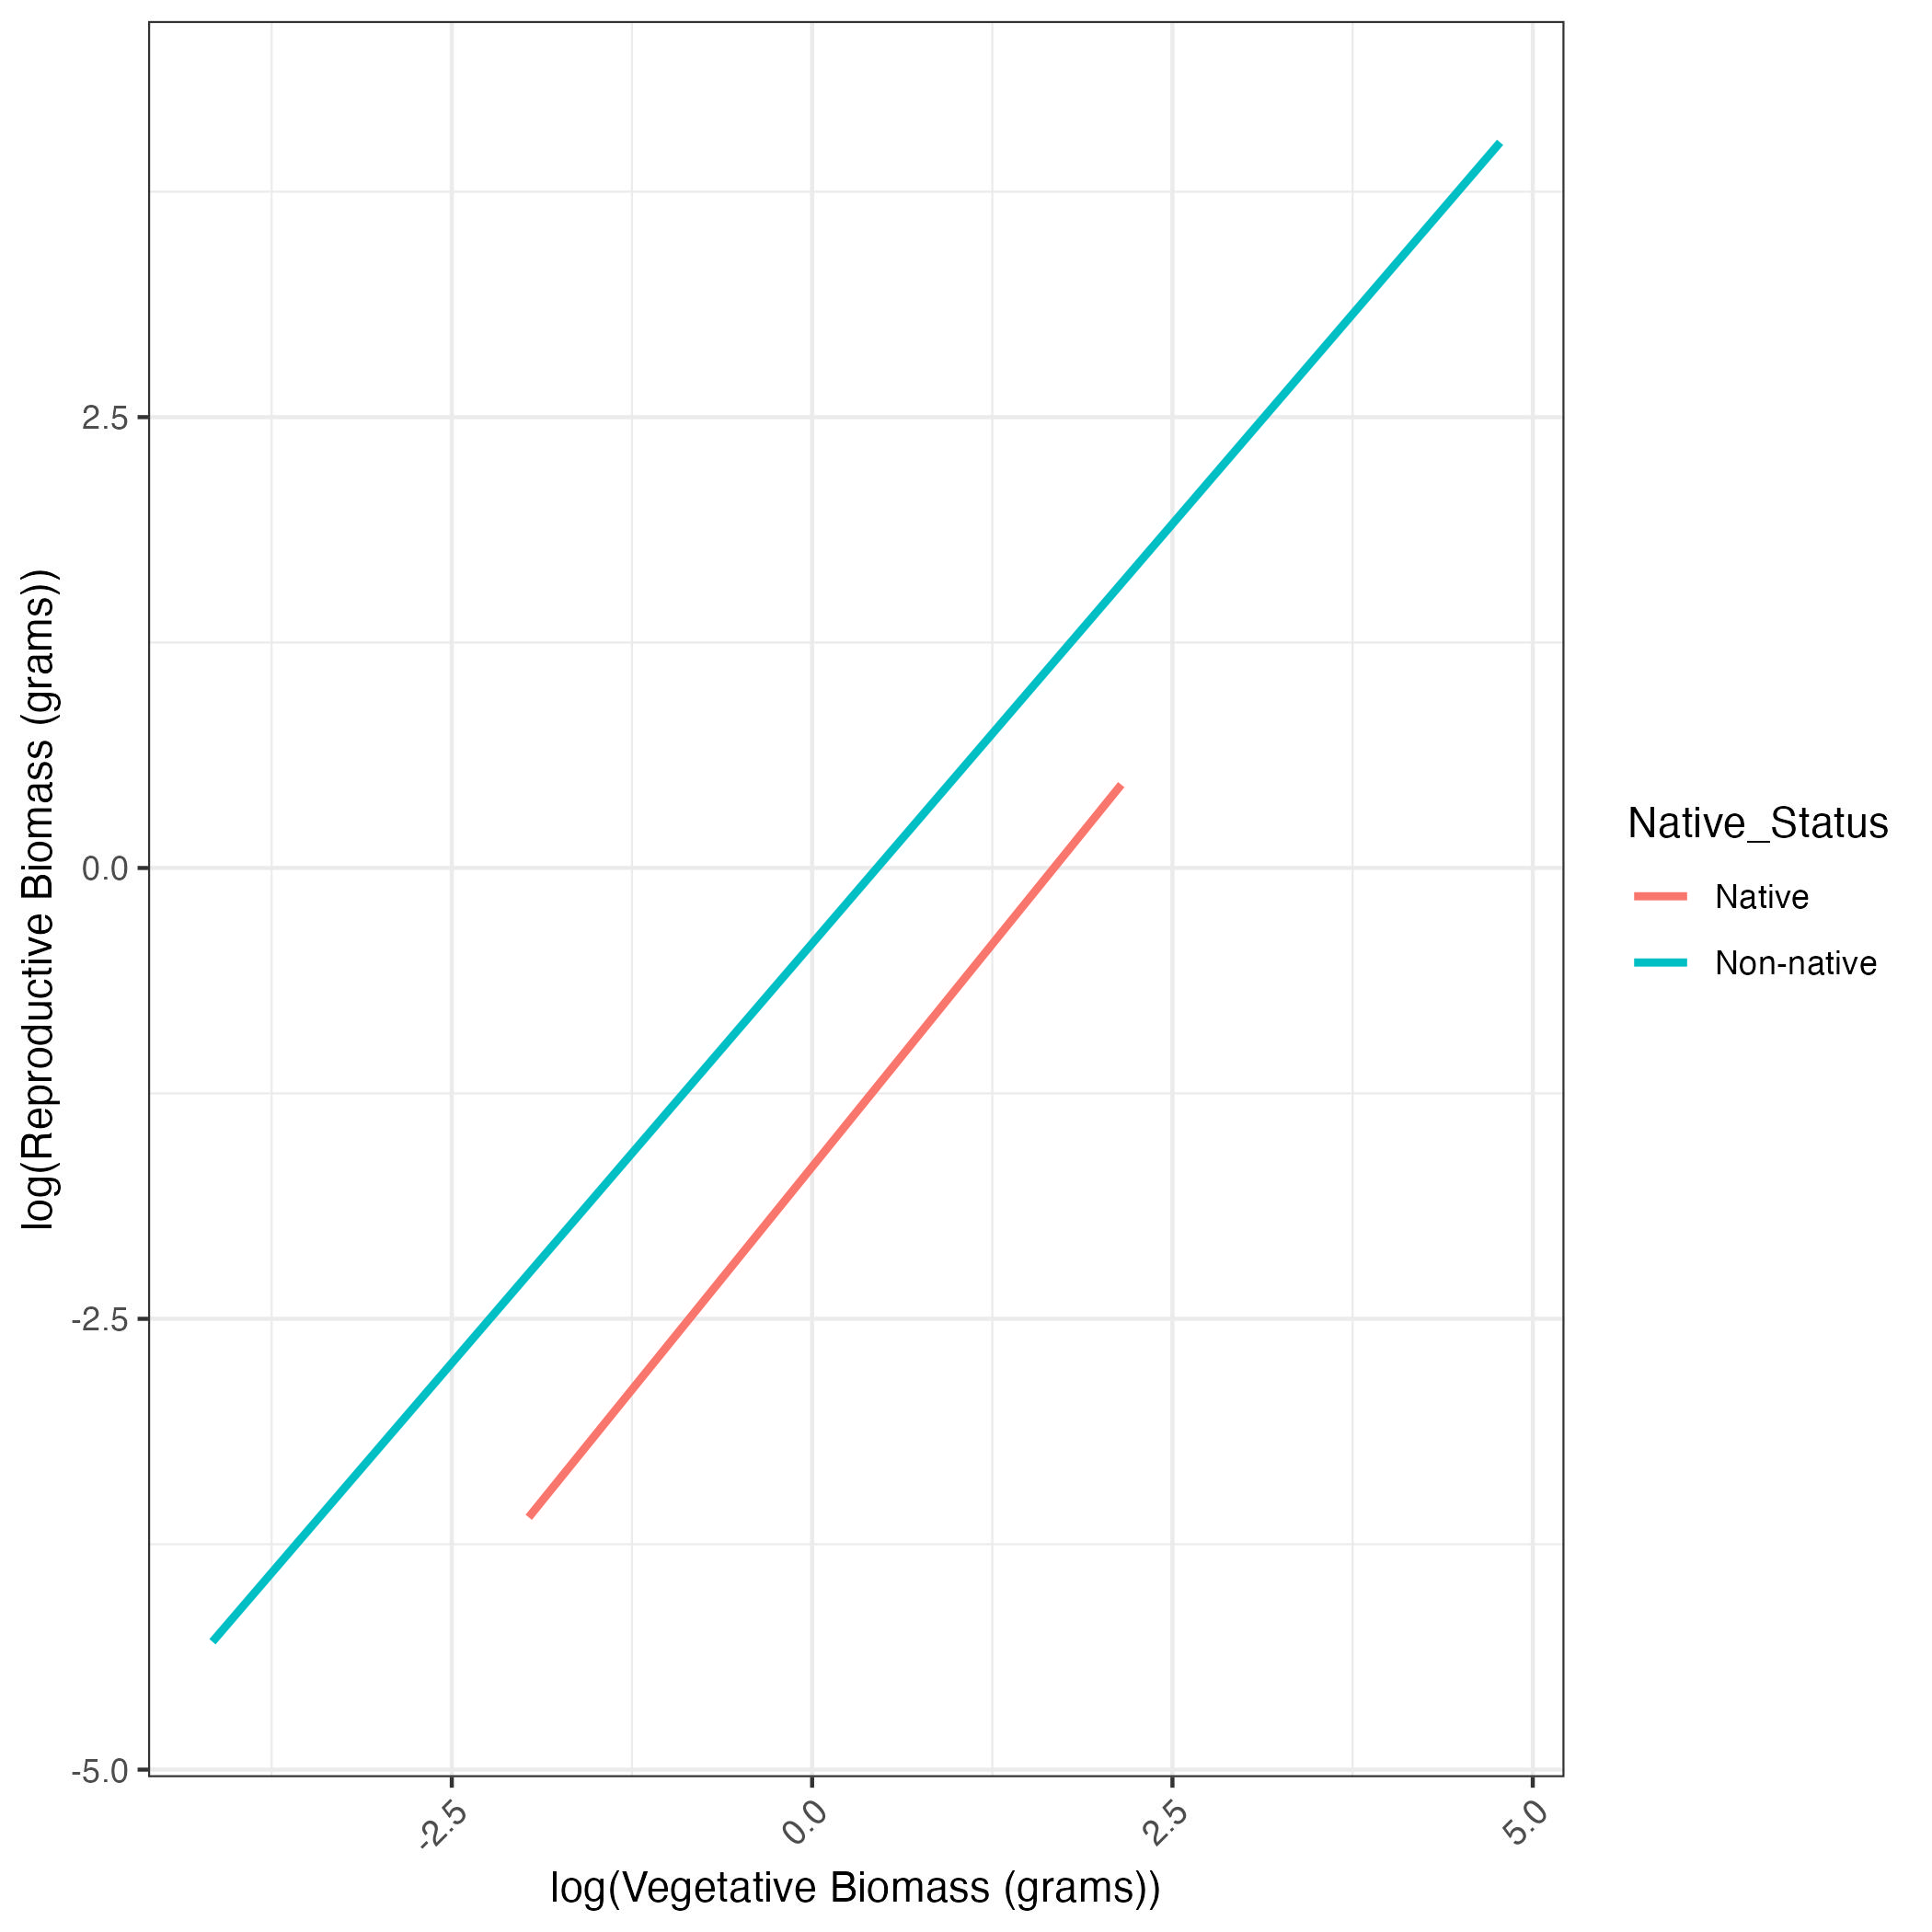 log(Reproductive Biomass (grams))
2.5
0.0
-2.5
-5.0
-2.5
0.0
2.5
5.0
log(Vegetative Biomass (grams))
Native_Status
Native
Non-native